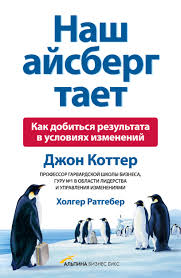 Наш
айсберг
тает
Как добиться результата
в условиях изменений
Джон Коттер
ПРОФЕССОР ГАРВАРДСКОЙ ШКОЛЫ БИЗНЕСА,
ГУРУ №1 В ОБЛАСТИ ЛИДЕРСТВА
И УПРАВЛЕНИЯ ИЗМЕНЕНИЯМИ
Холгер Ратгебер
АЛЬПИНА БИЗНЕС БУКС